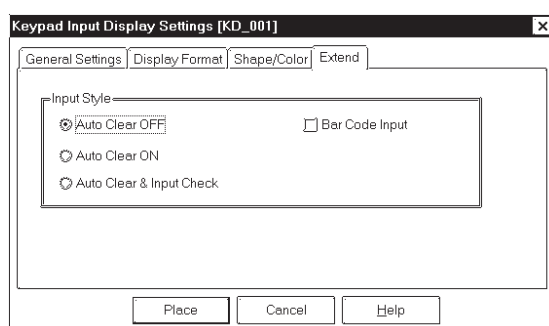 Keypad Input Display Settings [KD_001]
General Settings Display Format Shape/Color Extend
Input Style
Auto Clear OFF Bar Code Input
Auto Clear ON
Auto Clear & Input Check
Place Cancel Help